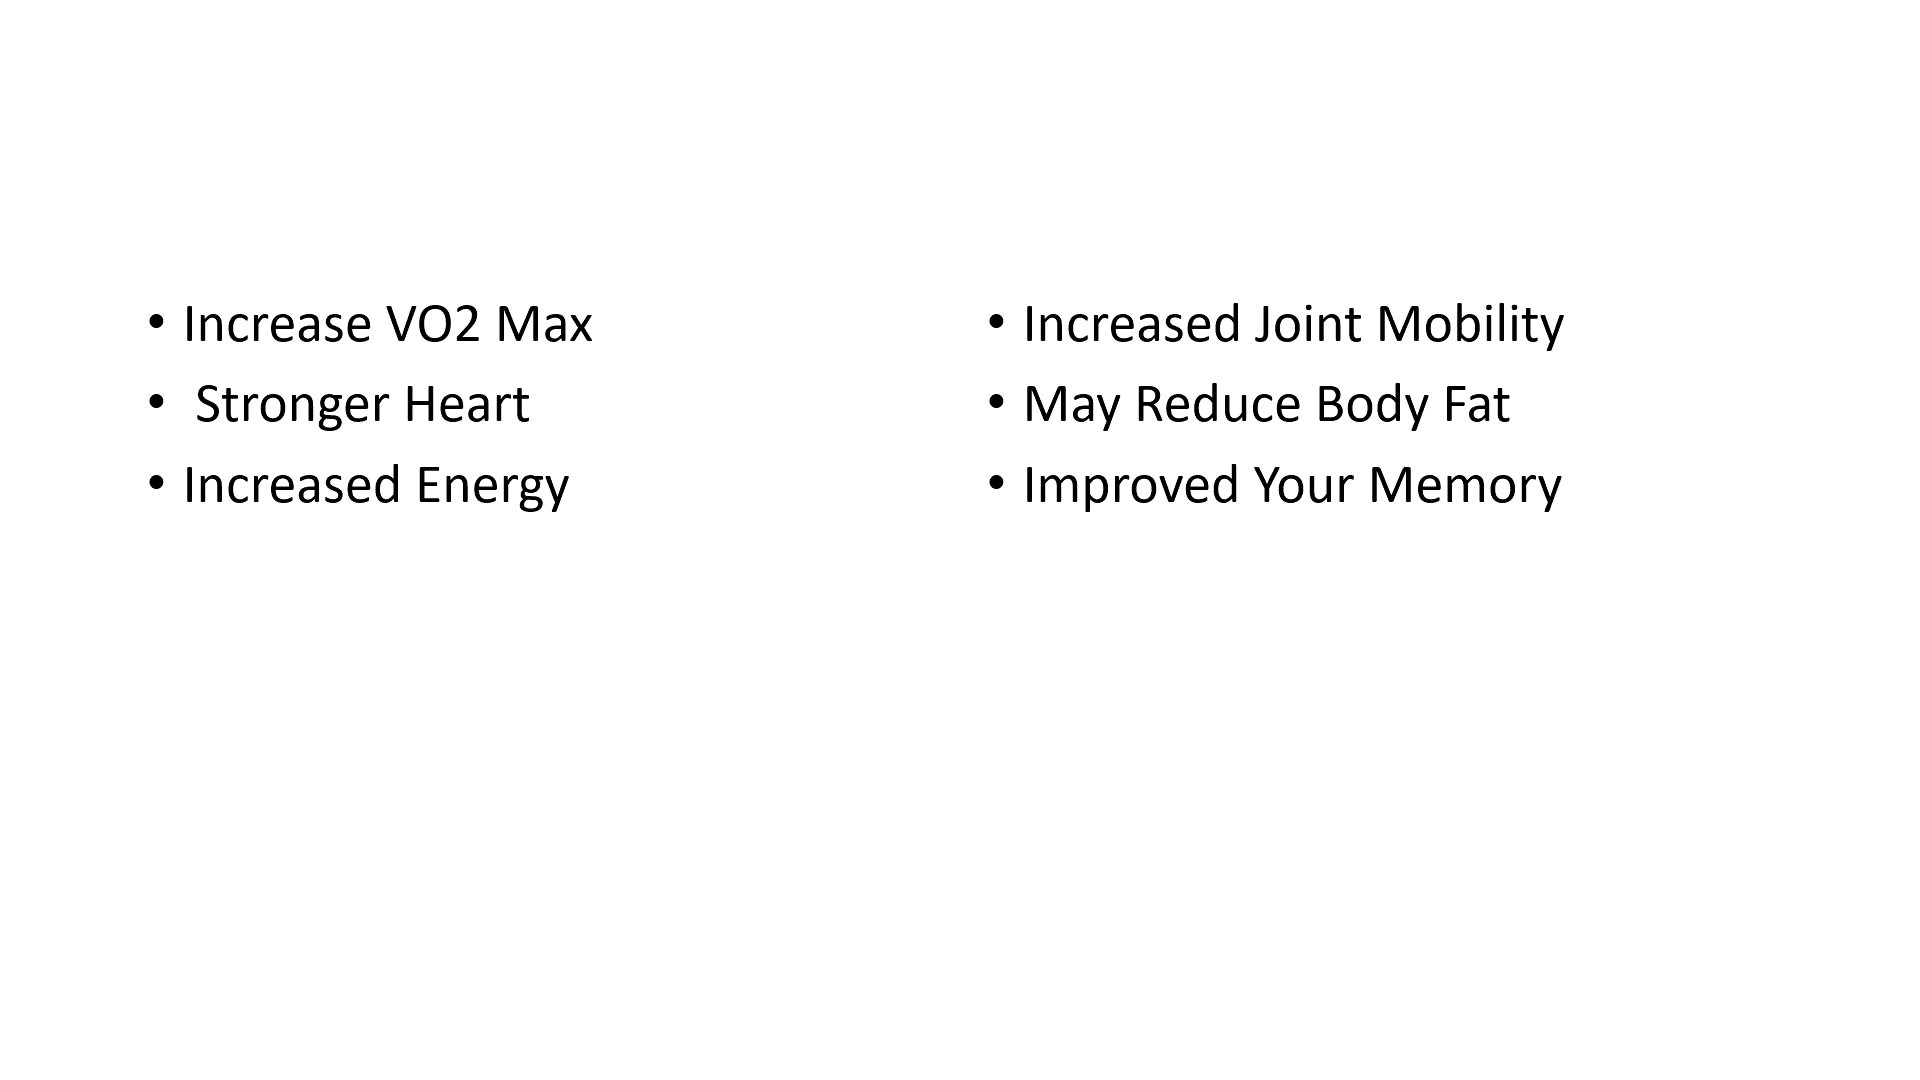 • Increase VO2 Max
• Stronger Heart
• Increased Energy
• Increased Joint Mobility
• May Reduce Body Fat
• Improved Your Memory